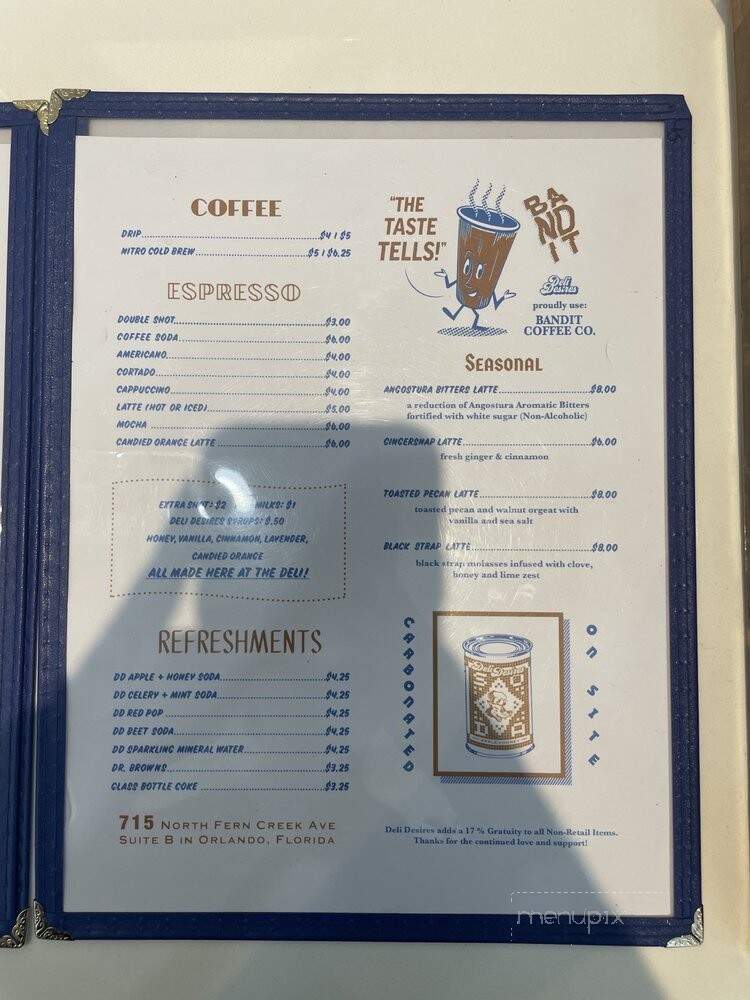 COFFEE
DRIP $4 | $5
NITRO COLD BREW $5 | $6.25
ESPRESSO
DOUBLE SHOT $3.00
COFFEE SODA $6.00
AMERICANO $4.00
CORTADO $4.00
CAPPUCCINO $4.00
LATTE (HOT OR ICED) $5.00
MOCHA $6.00
CANDIED ORANGE LATTE $6.00
EXTRA SHOT: $2 MILKS: $1
DELI DESIRES SYRUPS: $.50
HONEY, VANILLA, CINNAMON, LAVENDER,
CANDIED ORANGE
ALL MADE HERE AT THE DELI!
REFRESHMENTS
DD APPLE + HONEY SODA $4.25
DD CELERY + MINT SODA $4.25
DD RED POP $4.25
DD BEET SODA $4.25
DD SPARKLING MINERAL WATER $4.25
DR. BROWNS $3.25
GLASS BOTTLE COKE $3.25
715 NORTH FERN CREEK AVE
SUITE B IN ORLANDO, FLORIDA
"THE
TASTE
TELLS!"
BA
ND
IT
Deli
Desires
proudly use:
BANDIT
COFFEE CO.
SEASONAL
ANGOSTURA BITTERS LATTE $8.00
a reduction of Angostura Aromatic Bitters
fortified with white sugar (Non-Alcoholic)
GINGERSNAP LATTE $6.00
fresh ginger & cinnamon
TOASTED PECAN LATTE $8.00
toasted pecan and walnut orgeat with
vanilla and sea salt
BLACK STRAP LATTE $8.00
black strap molasses infused with clove,
honey and lime zest
CARBONATED
Deli Desires
SODA
ON SITE
Deli Desires adds a 17 % Gratuity to all Non-Retail Items.
Thanks for the continued love and support!
menupix